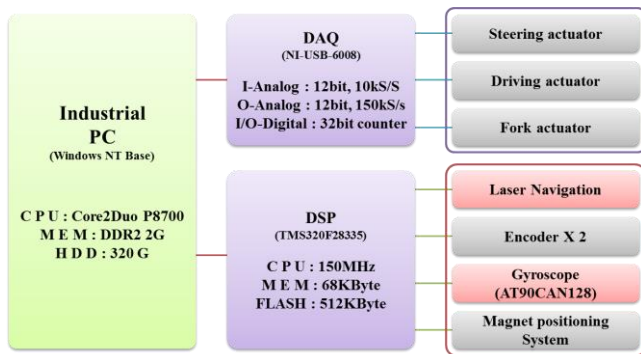 Industrial
PC
(Windows NT Base)
C P U : Core2Duo P8700
M E M : DDR2 2G
H D D : 320 G
DAQ
(NI-USB-6008)
I-Analog : 12bit, 10kS/S
O-Analog : 12bit, 150kS/s
I/O-Digital : 32bit counter
DSP
(TMS320F28335)
C P U : 150MHz
M E M : 68KByte
FLASH : 512KByte
Steering actuator
Driving actuator
Fork actuator
Laser Navigation
Encoder X 2
Gyroscope
(AT90CAN128)
Magnet positioning
System